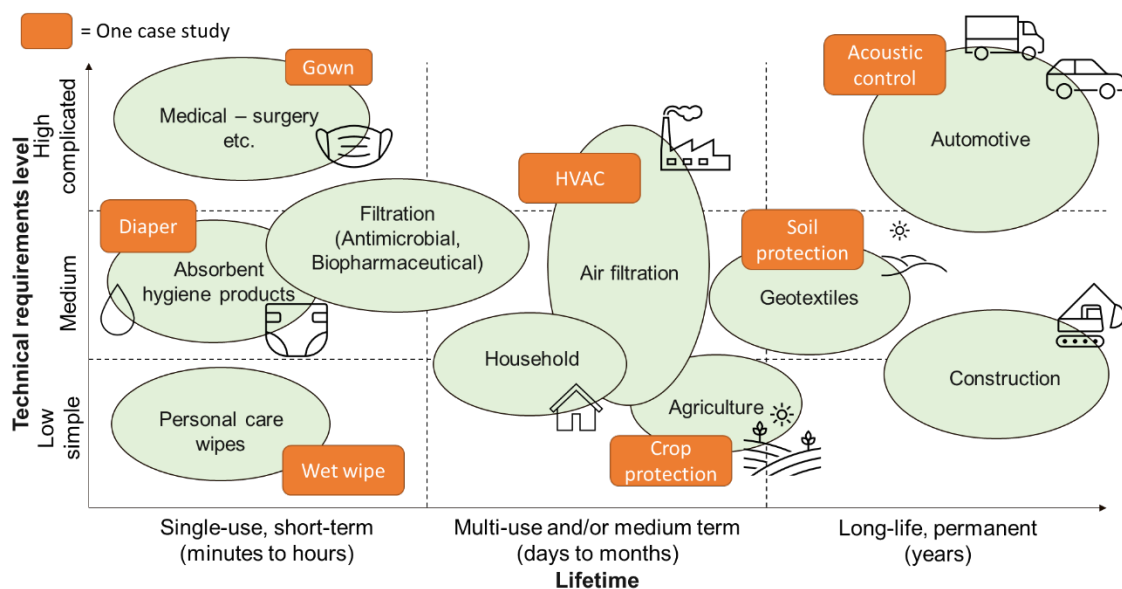 = One case study
Technical requirements level
High
complicated
Medium
Low
simple
Gown
Medical – surgery
etc.
Diaper
Absorbent
hygiene products
Filtration
(Antimicrobial,
Biopharmaceutical)
Personal care
wipes
Wet wipe
HVAC
Air filtration
Household
Agriculture
Crop
protection
Acoustic
control
Automotive
Soil
protection
Geotextiles
Construction
Single-use, short-term
(minutes to hours)
Multi-use and/or medium term
(days to months)
Long-life, permanent
(years)
Lifetime